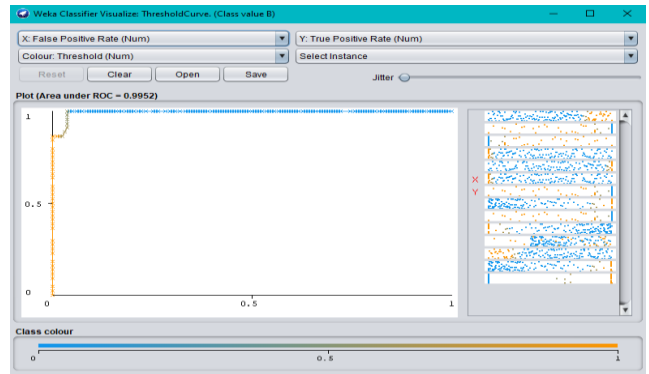 Weka Classifier Visualize: ThresholdCurve. (Class value B)
X: False Positive Rate (Num)
Y: True Positive Rate (Num)
Colour: Threshold (Num)
Select Instance
Reset
Clear
Open
Save
Jitter
Plot (Area under ROC = 0.9952)
1
0.5
0
0
0.5
1
X
Y
Class colour
0
0.5
1